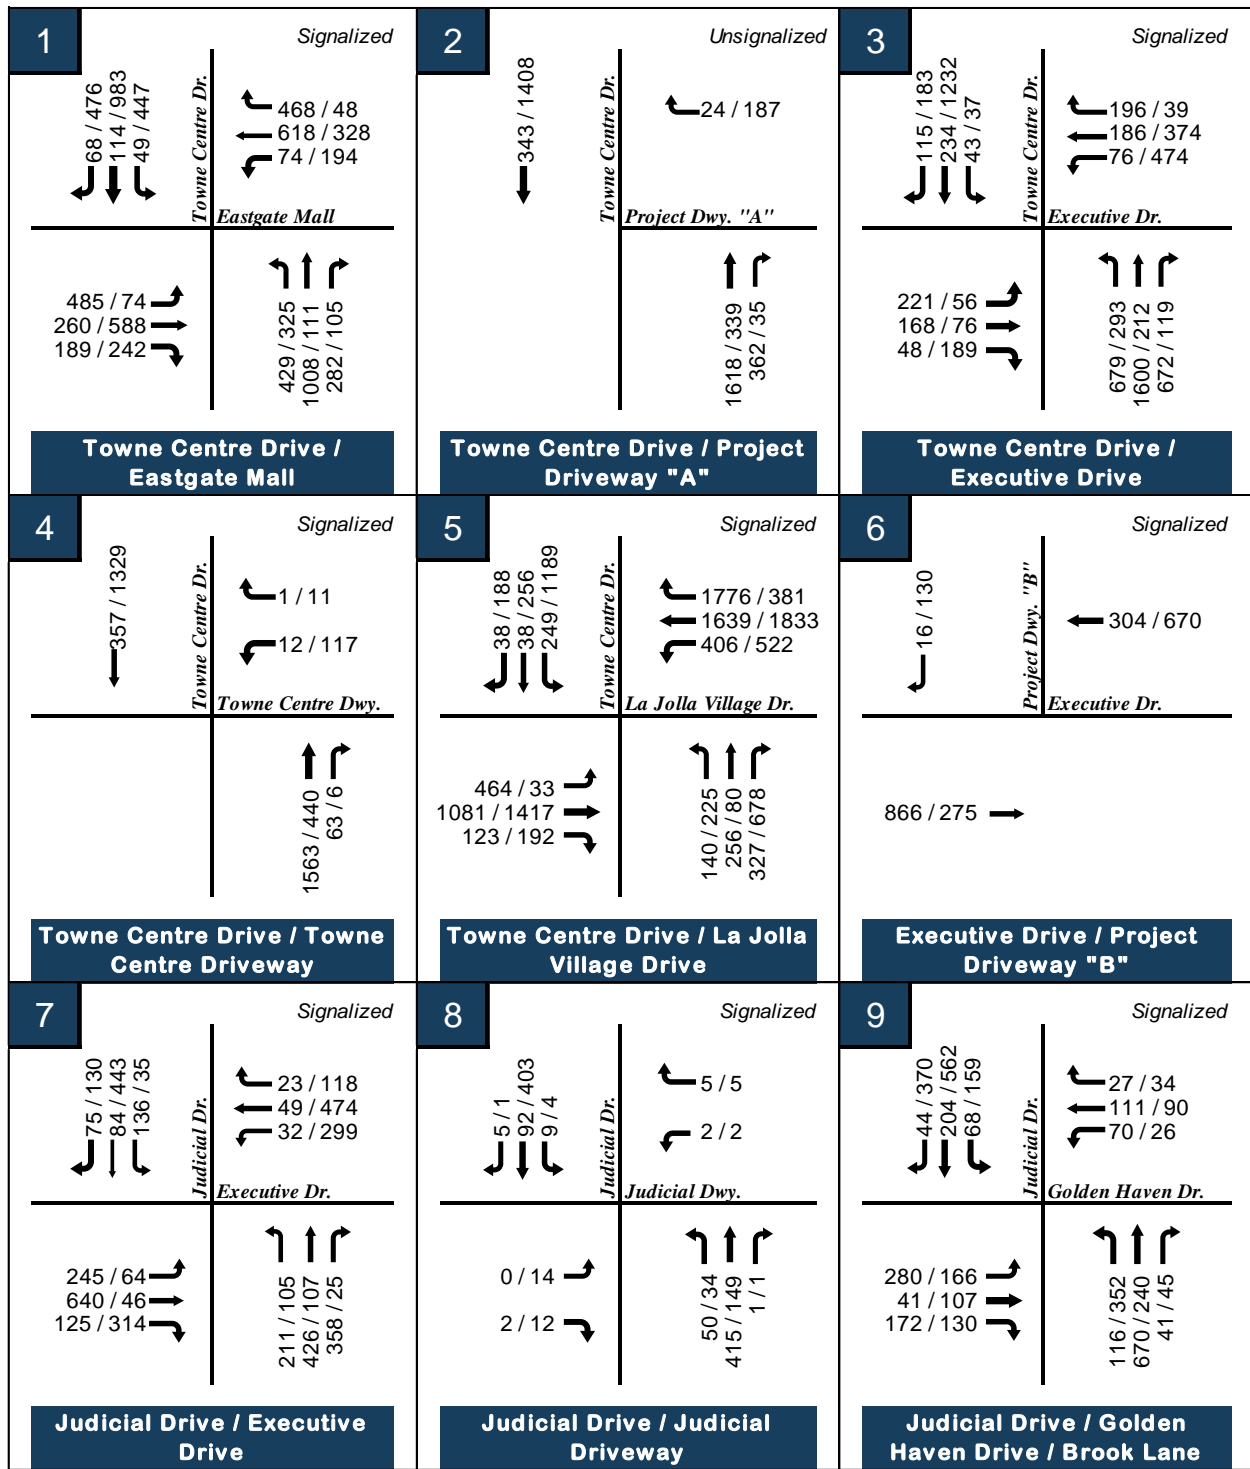 1
Signalized
68 / 476
114 / 983
49 / 447
Towne Centre Dr.
468 / 48
618 / 328
74 / 194
Eastgate Mall
485 / 74
260 / 588
189 / 242
429 / 325
1008 / 111
282 / 105
Towne Centre Drive /
Eastgate Mall
2
Unsignalized
343 / 1408
Towne Centre Dr.
24 / 187
Project Dwy. "A"
1618 / 339
362 / 35
Towne Centre Drive / Project
Driveway "A"
3
Signalized
115 / 183
234 / 1232
43 / 37
Towne Centre Dr.
196 / 39
186 / 374
76 / 474
Executive Dr.
221 / 56
168 / 76
48 / 189
679 / 293
1600 / 212
672 / 119
Towne Centre Drive /
Executive Drive
4
Signalized
357 / 1329
Towne Centre Dr.
1 / 11
12 / 117
Towne Centre Dwy.
1563 / 440
63 / 6
Towne Centre Drive / Towne
Centre Driveway
5
Signalized
38 / 188
38 / 256
249 / 1189
Towne Centre Dr.
1776 / 381
1639 / 1833
406 / 522
La Jolla Village Dr.
464 / 33
1081 / 1417
123 / 192
140 / 225
256 / 80
327 / 678
Towne Centre Drive / La Jolla
Village Drive
6
Signalized
16 / 130
Project Dwy. "B"
304 / 670
Executive Dr.
866 / 275
Executive Drive / Project
Driveway "B"
7
Signalized
75 / 130
84 / 443
136 / 35
Judicial Dr.
23 / 118
49 / 474
32 / 299
Executive Dr.
245 / 64
640 / 46
125 / 314
211 / 105
426 / 107
358 / 25
Judicial Drive / Executive
Drive
8
Signalized
5 / 1
92 / 403
9 / 4
Judicial Dr.
5 / 5
2 / 2
Judicial Dwy.
0 / 14
2 / 12
50 / 34
415 / 149
1 / 1
Judicial Drive / Judicial
Driveway
9
Signalized
44 / 370
204 / 562
68 / 159
Judicial Dr.
27 / 34
111 / 90
70 / 26
Golden Haven Dr.
280 / 166
41 / 107
172 / 130
116 / 352
670 / 240
41 / 45
Judicial Drive / Golden
Haven Drive / Brook Lane